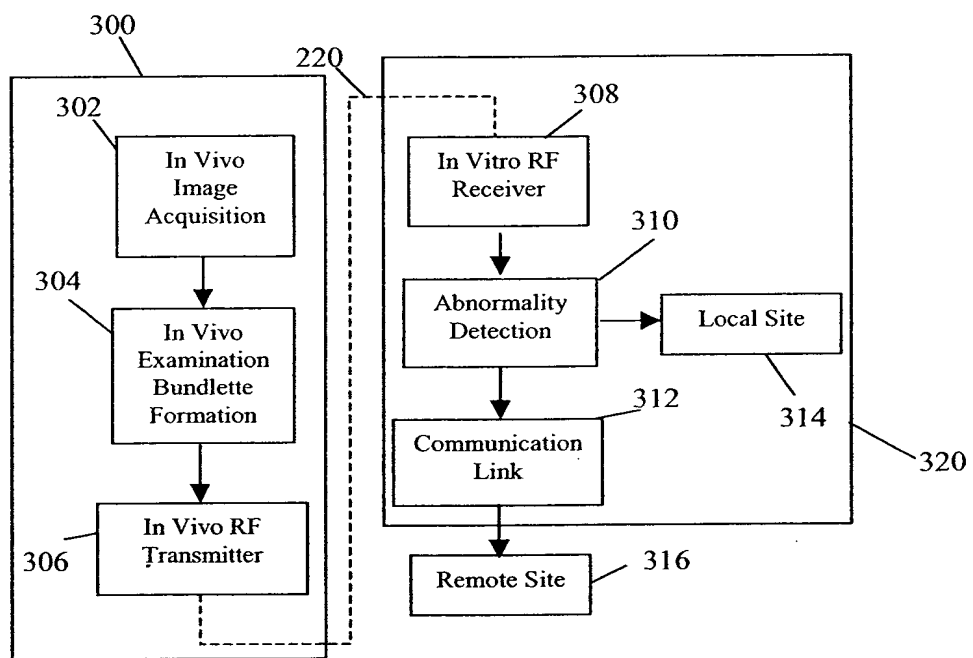 300
220
308
302
In Vivo
Image
Acquisition
In Vitro RF
Receiver
310
304
In Vivo
Examination
Bundlette
Formation
Abnormality
Detection
Local Site
312
314
Communication
Link
320
306
In Vivo RF
Transmitter
Remote Site
316